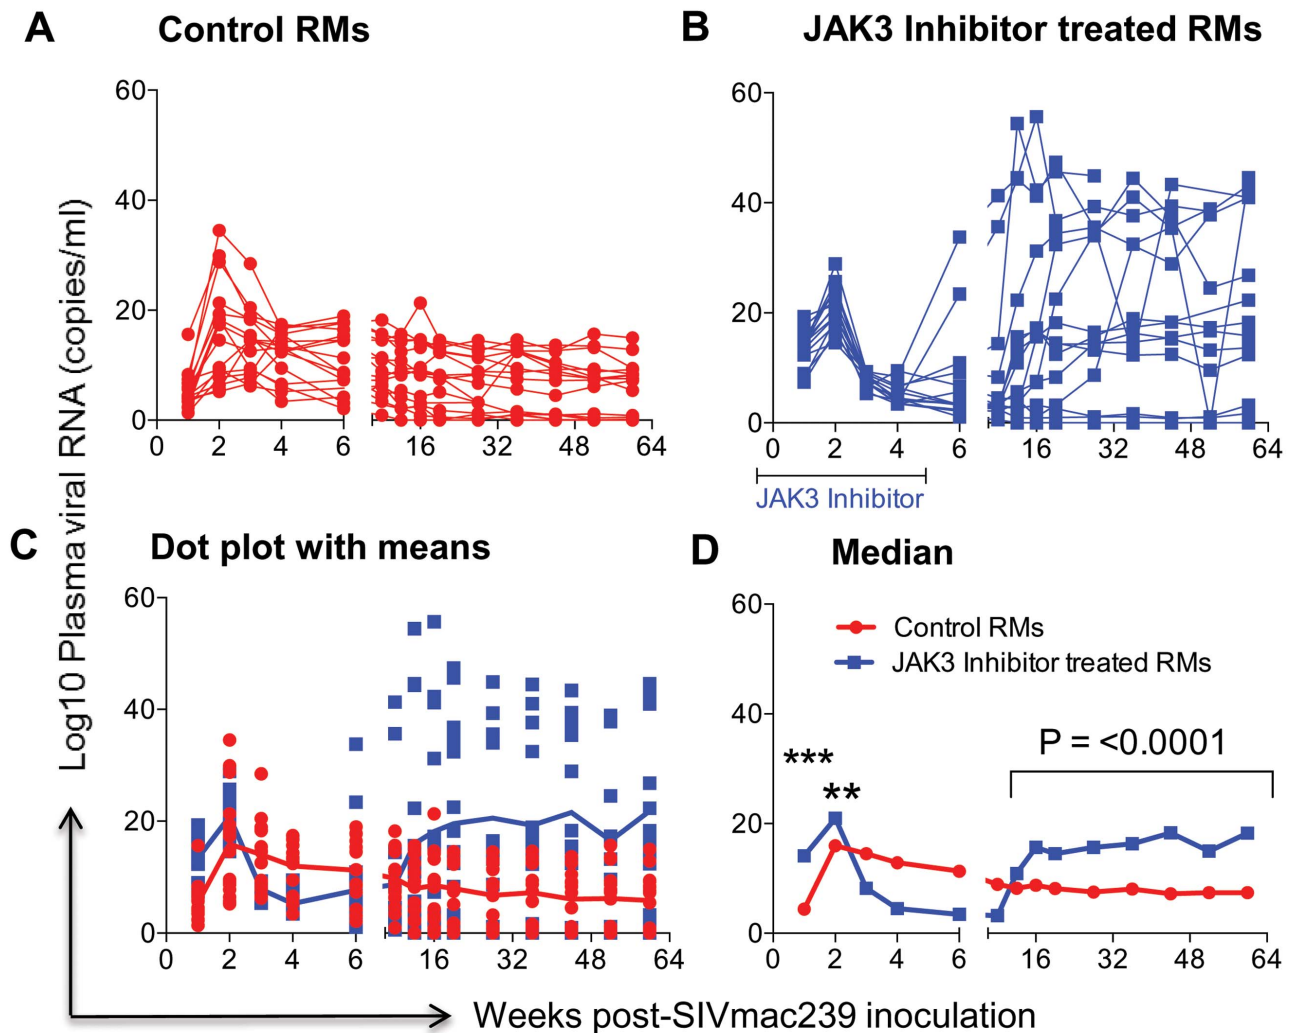 A Control RMs
B JAK3 Inhibitor treated RMs
60
40
20
0
0 2 4 6 16 32 48 64
60
40
20
0
0 2 4 6 16 32 48 64
JAK3 Inhibitor
Log10 Plasma viral RNA (copies/ml)
C Dot plot with means
60
40
20
0
0 2 4 6 16 32 48 64
D Median
60
40
20
0
Control RMs
JAK3 Inhibitor treated RMs
***
**
P = <0.0001
0 2 4 6 16 32 48 64
Weeks post-SIVmac239 inoculation